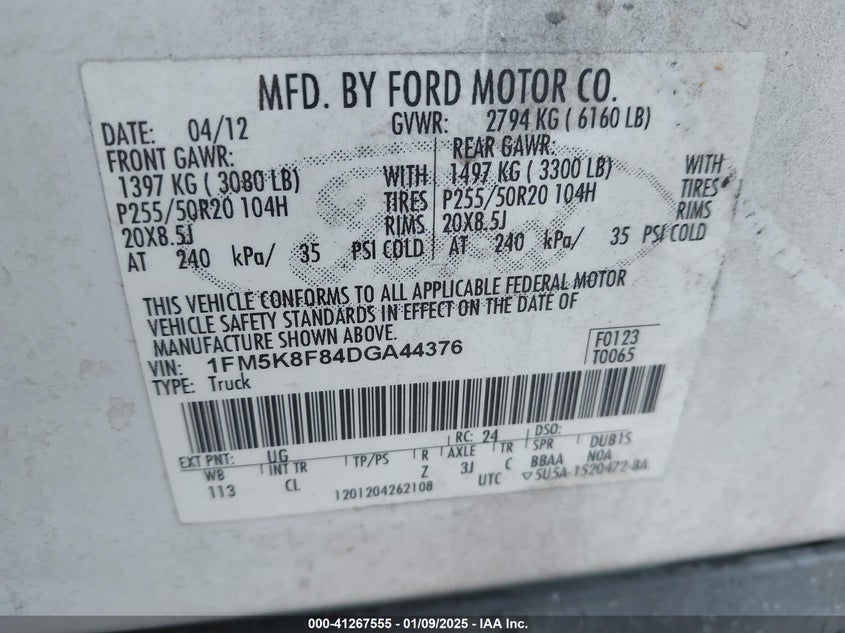 MFD. BY FORD MOTOR CO.
DATE: 04/12 GVWR: 2794 KG ( 6160 LB)
FRONT GAWR: REAR GAWR:
1397 KG ( 3080 LB) WITH 1497 KG ( 3300 LB) WITH
P255/50R20 104H TIRES P255/50R20 104H TIRES
20X8.5J RIMS 20X8.5J RIMS
AT 240 kPa/ 35 PSI COLD AT 240 kPa/ 35 PSI COLD
THIS VEHICLE CONFORMS TO ALL APPLICABLE FEDERAL MOTOR
VEHICLE SAFETY STANDARDS IN EFFECT ON THE DATE OF
MANUFACTURE SHOWN ABOVE.
VIN: 1FM5K8F84DGA44376 F0123
TYPE: Truck T0065
EXT PNT: UG RC: 24 DSO:
WB INT TR TP/PS R AXLE TR SPR DUB1S
113 CL Z 3J C BBAA NOA
1201204262108 UTC ▽5U5A-1520472-BA
000-41267555 - 01/09/2025 - IAA Inc.